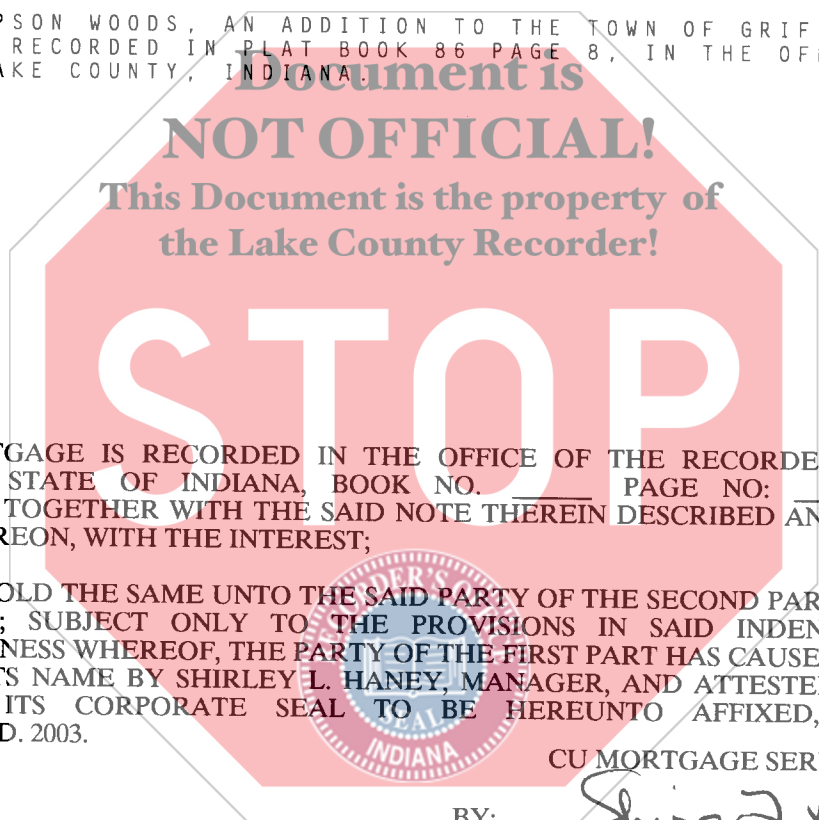 PSON WOODS, AN ADDITION TO THE TOWN OF GRIF
RECORDED IN PLAT BOOK 86 PAGE 8, IN THE OF
AKE COUNTY, INDIANA.
Document is
NOT OFFICIAL!
This Document is the property of
the Lake County Recorder!
STOP
TGAGE IS RECORDED IN THE OFFICE OF THE RECORDE
STATE OF INDIANA, BOOK NO. ______ PAGE NO: __
TOGETHER WITH THE SAID NOTE THEREIN DESCRIBED AN
REON, WITH THE INTEREST;
OLD THE SAME UNTO THE SAID PARTY OF THE SECOND PAR
; SUBJECT ONLY TO THE PROVISIONS IN SAID INDEN
NESS WHEREOF, THE PARTY OF THE FIRST PART HAS CAUSE
TS NAME BY SHIRLEY L. HANEY, MANAGER, AND ATTESTE
ITS CORPORATE SEAL TO BE HEREUNTO AFFIXED,
D. 2003.
RECORDER'S OFFICE
SEAL
INDIANA
CU MORTGAGE SER
BY: